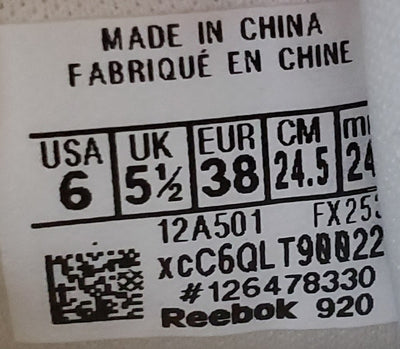 MADE IN CHINA
FABRIQUÉ EN CHINE
USA UK EUR CM
6 5½ 38 24.5
12A501
xcC6QLT90022
#126478330
Reebok 920